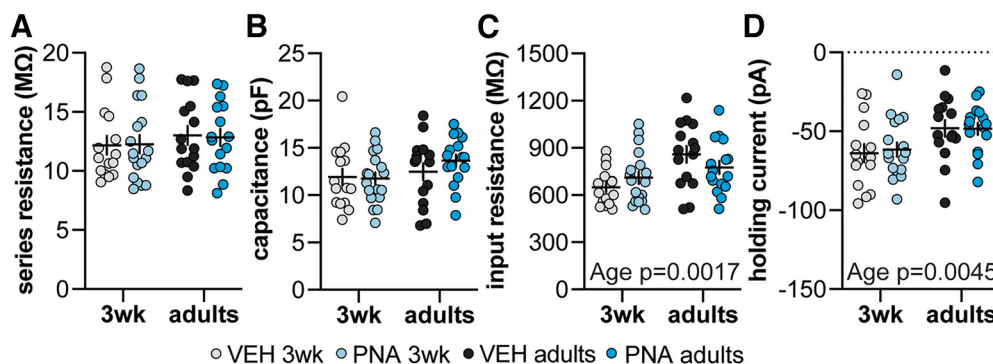 A
B
C
D
series resistance (MΩ)
20
15
10
5
0
3wk adults
capacitance (pF)
25
20
15
10
5
0
3wk adults
input resistance (MΩ)
1500
1200
900
600
300
0
Age p=0.0017
3wk adults
holding current (pA)
0
-50
-100
-150
Age p=0.0045
3wk adults
VEH 3wk PNA 3wk VEH adults PNA adults